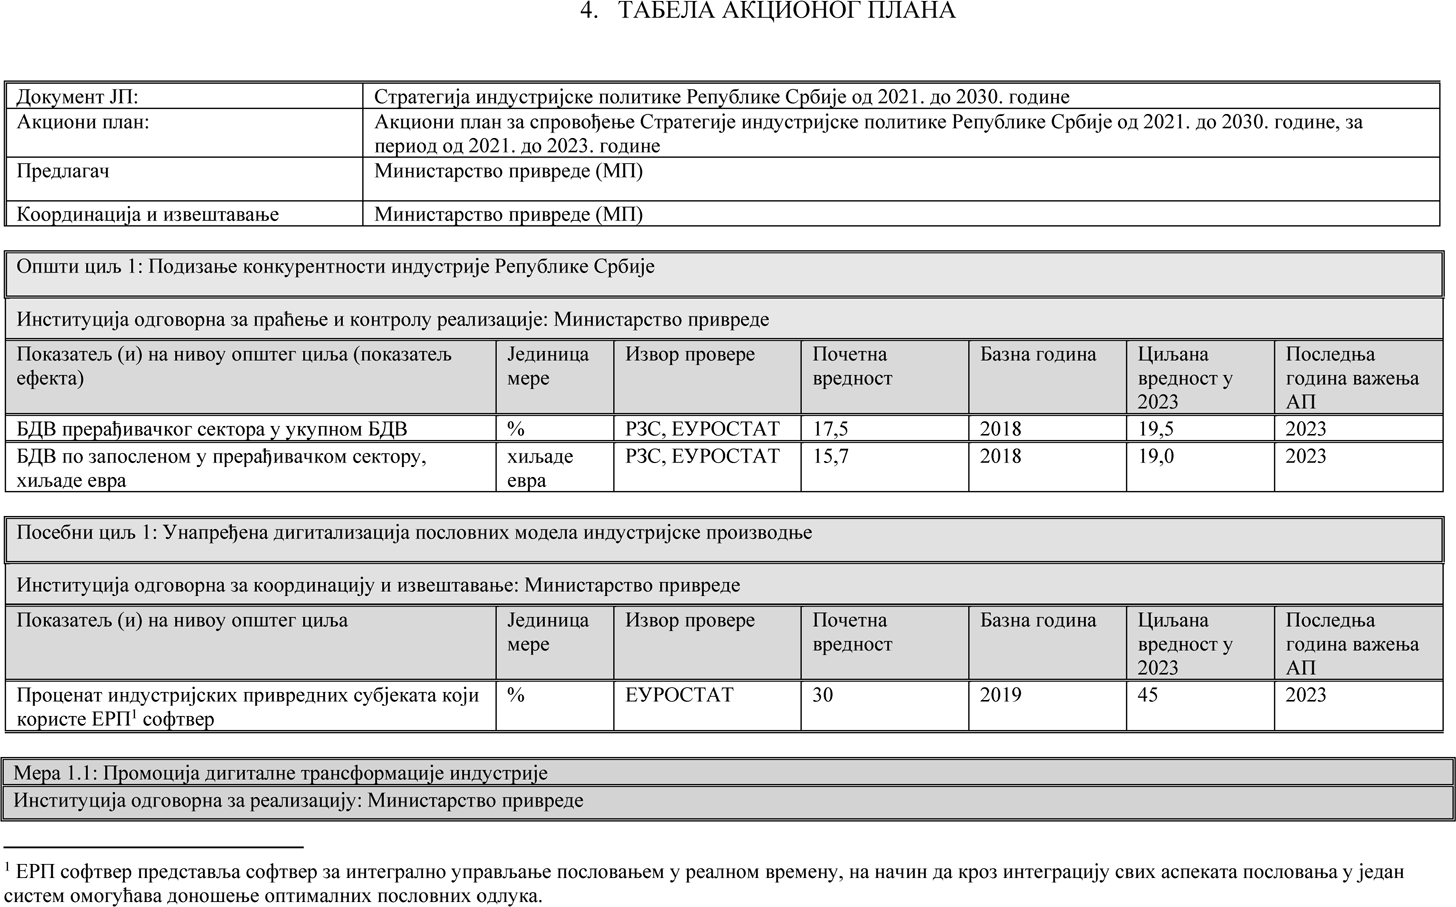 4. ТАБЕЛА АКЦИОНОГ ПЛАНА
Документ ЈП:
Стратегија индустријске политике Републике Србије од 2021. до 2030. године
Акциони план:
Акциони план за спровођење Стратегије индустријске политике Републике Србије од 2021. до 2030. године, за
период од 2021. до 2023. године
Предлагач
Министарство привреде (МП)
Координација и извештавање
Министарство привреде (МП)
Општи циљ 1: Подизање конкурентности индустрије Републике Србије
Институција одговорна за праћење и контролу реализације: Министарство привреде
Показатељ (и) на нивоу општег циља (показатељ
ефекта)
Јединица
мере
Извор провере
Почетна
вредност
Базна година
Циљана
вредност у
2023
Последња
година важења
АП
БДВ прерађивачког сектора у укупном БДВ
%
РЗС, ЕУРОСТАТ
17,5
2018
19,5
2023
БДВ по запосленом у прерађивачком сектору,
хиљаде евра
хиљаде
евра
РЗС, ЕУРОСТАТ
15,7
2018
19,0
2023
Посебни циљ 1: Унапређена дигитализација пословних модела индустријске производње
Институција одговорна за координацију и извештавање: Министарство привреде
Показатељ (и) на нивоу општег циља
Јединица
мере
Извор провере
Почетна
вредност
Базна година
Циљана
вредност у
2023
Последња
година важења
АП
Проценат индустријских привредних субјеката који
користе ЕРП¹ софтвер
%
ЕУРОСТАТ
30
2019
45
2023
Мера 1.1: Промоција дигиталне трансформације индустрије
Институција одговорна за реализацију: Министарство привреде
¹ ЕРП софтвер представља софтвер за интегрално управљање пословањем у реалном времену, на начин да кроз интеграцију свих аспеката пословања у један
систем омогућава доношење оптималних пословних одлука.